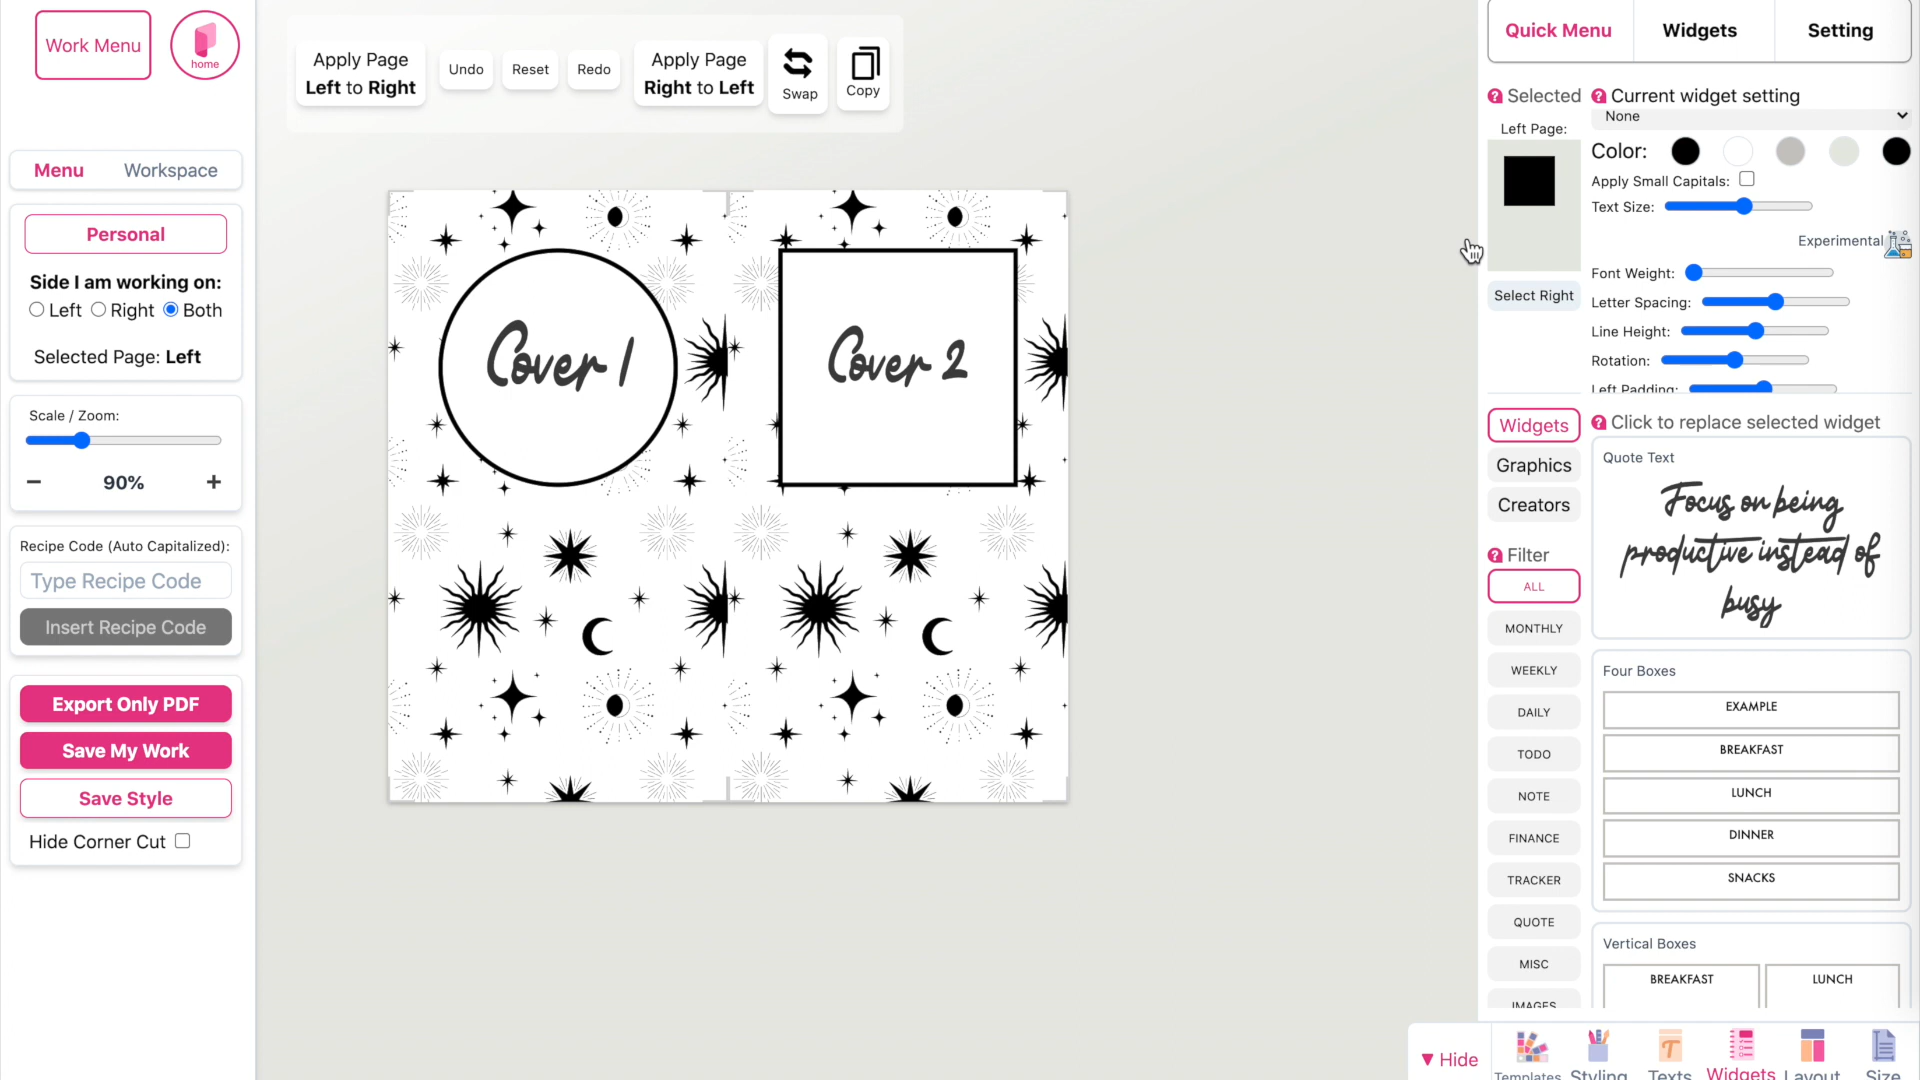 Work Menu
home
Menu
Workspace
Personal
Side I am working on:
Left
Right
Both
Selected Page: Left
Scale / Zoom:
90%
Recipe Code (Auto Capitalized):
Type Recipe Code
Insert Recipe Code
Export Only PDF
Save My Work
Save Style
Hide Corner Cut
Apply Page
Left to Right
Undo
Reset
Redo
Apply Page
Right to Left
Swap
Copy
Cover 1
Cover 2
Quick Menu
Widgets
Setting
Selected
Left Page:
Select Right
Current widget setting
None
Color:
Apply Small Capitals:
Text Size:
Experimental
Font Weight:
Letter Spacing:
Line Height:
Rotation:
Left Padding:
Widgets
Graphics
Creators
Filter
ALL
MONTHLY
WEEKLY
DAILY
TODO
NOTE
FINANCE
TRACKER
QUOTE
MISC
IMAGES
Click to replace selected widget
Quote Text
Focus on being
productive instead of
busy
Four Boxes
EXAMPLE
BREAKFAST
LUNCH
DINNER
SNACKS
Vertical Boxes
BREAKFAST
LUNCH
▼ Hide
Templates
Styling
Texts
Widgets
Layout
Size